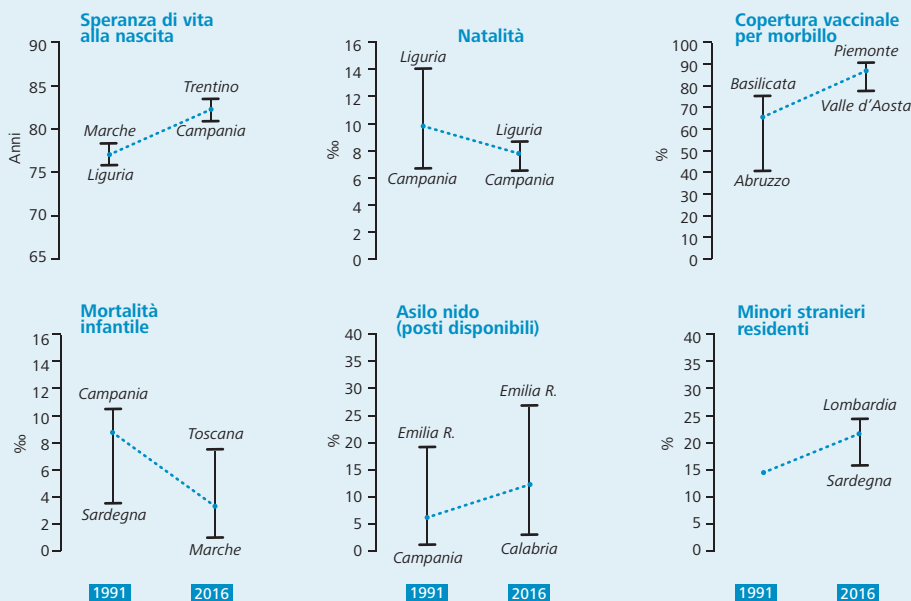 Speranza di vita
alla nascita
90
85
80
75
70
65
Anni
Marche
Liguria
Trentino
Campania
Natalità
16
14
12
10
8
6
4
2
0
‰
Liguria
Campania
Liguria
Campania
Copertura vaccinale
per morbillo
100
90
80
70
60
50
40
30
20
10
0
%
Basilicata
Abruzzo
Piemonte
Valle d'Aosta
Mortalità
infantile
16
14
12
10
8
6
4
2
0
‰
Campania
Sardegna
Toscana
Marche
1991
2016
Asilo nido
(posti disponibili)
40
35
30
25
20
15
10
5
0
%
Emilia R.
Campania
Emilia R.
Calabria
1991
2016
Minori stranieri
residenti
40
35
30
25
20
15
10
5
0
%
Lombardia
Sardegna
1991
2016